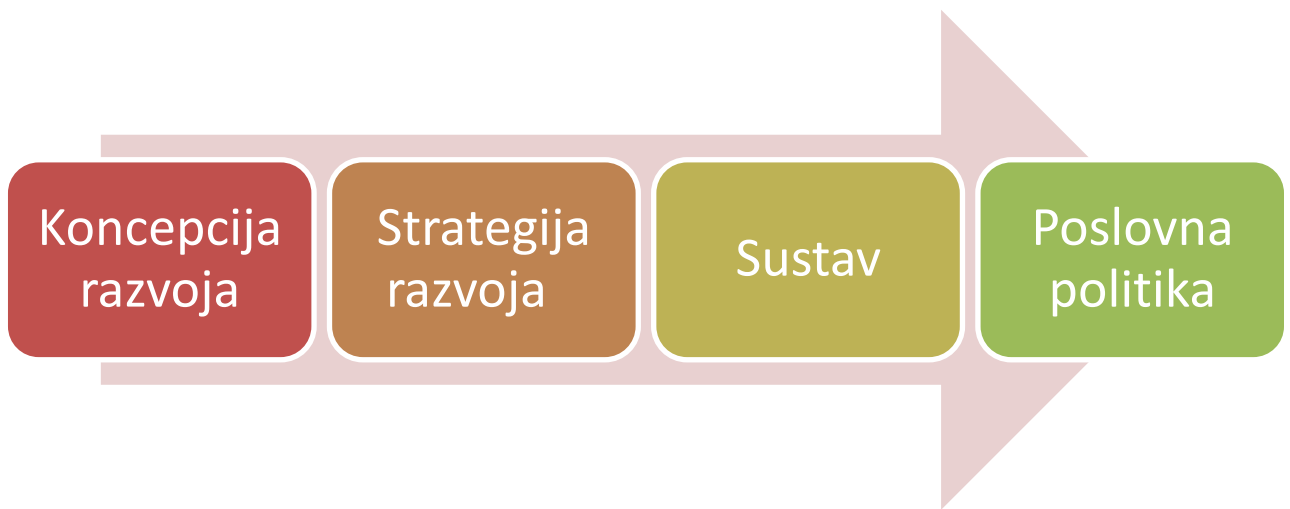 Koncepcija
razvoja
Strategija
razvoja
Sustav
Poslovna
politika